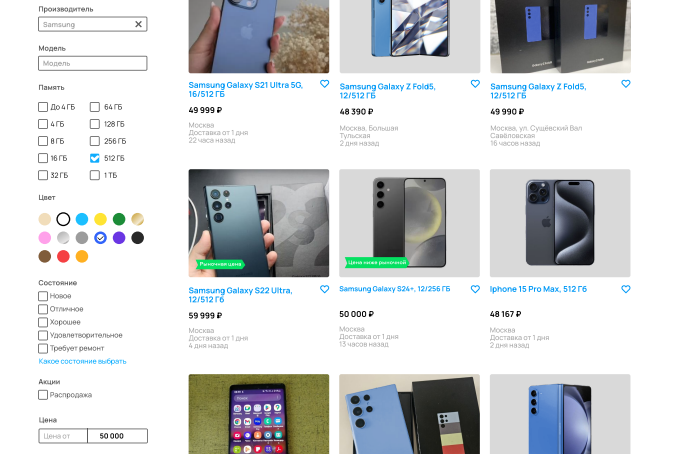 Производитель
Samsung
Модель
Модель
Память
До 4 ГБ
64 ГБ
4 ГБ
128 ГБ
8 ГБ
256 ГБ
16 ГБ
512 ГБ
32 ГБ
1 ТБ
Цвет
Состояние
Новое
Отличное
Хорошее
Удовлетворительное
Требует ремонт
Какое состояние выбрать
Акции
Распродажа
Цена
Цена от
50 000
Samsung Galaxy S21 Ultra 5G,
16/512 ГБ
49 999 ₽
Москва
Доставка от 1 дня
22 часа назад
Samsung Galaxy Z Fold5,
12/512 ГБ
48 390 ₽
Москва, Большая
Тульская
2 дня назад
Samsung Galaxy Z Fold5,
12/512 ГБ
49 990 ₽
Москва, ул. Сущёвский Вал
Савёловская
16 часов назад
Рыночная цена
Samsung Galaxy S22 Ultra,
12/512 Гб
59 999 ₽
Москва
Доставка от 1 дня
4 дня назад
Цена ниже рыночной
Samsung Galaxy S24+, 12/256 ГБ
50 000 ₽
Москва
Доставка от 1 дня
13 часов назад
Iphone 15 Pro Max, 512 Гб
48 167 ₽
Москва
Доставка от 1 дня
2 дня назад